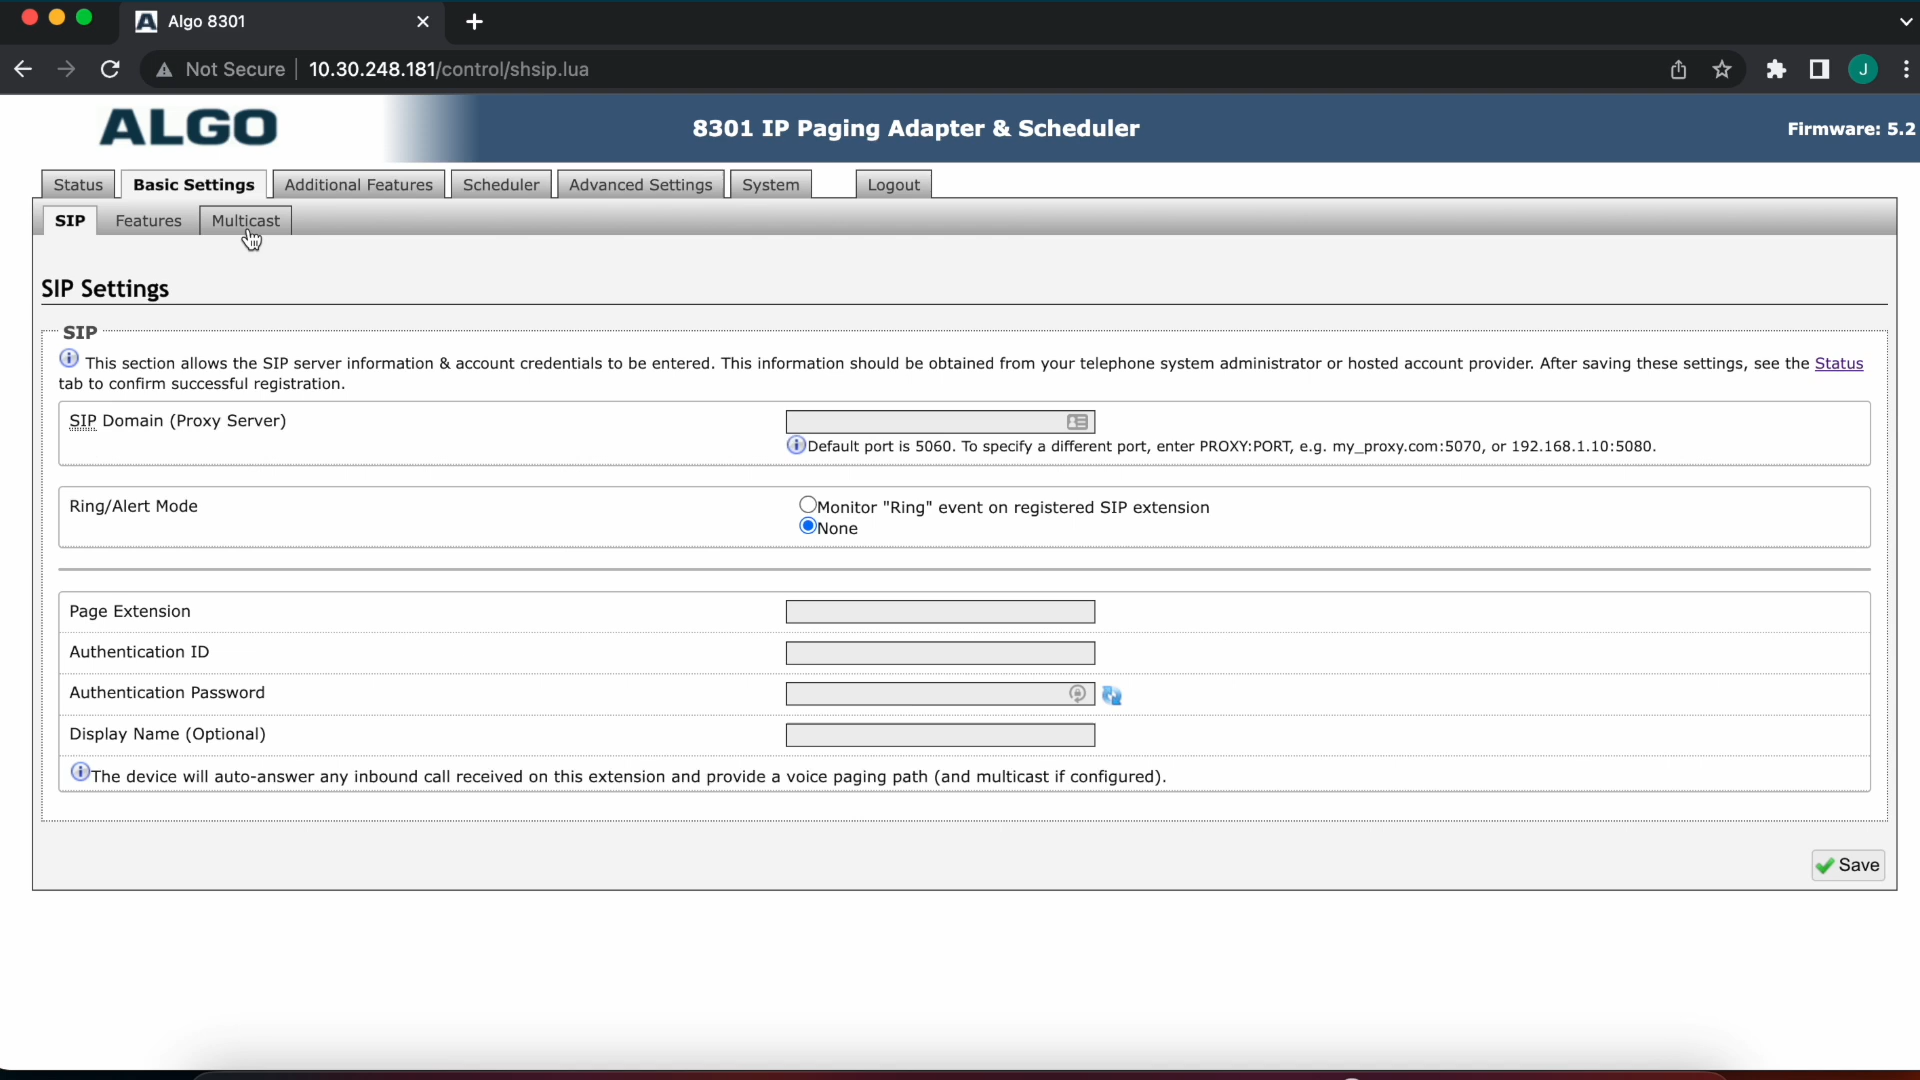 Algo 8301
Not Secure 10.30.248.181/control/shsip.lua
J
ALGO
8301 IP Paging Adapter & Scheduler
Firmware: 5.2
Status Basic Settings Additional Features Scheduler Advanced Settings System Logout
SIP Features Multicast
SIP Settings
SIP
This section allows the SIP server information & account credentials to be entered. This information should be obtained from your telephone system administrator or hosted account provider. After saving these settings, see the Status
tab to confirm successful registration.
SIP Domain (Proxy Server)
Default port is 5060. To specify a different port, enter PROXY:PORT, e.g. my_proxy.com:5070, or 192.168.1.10:5080.
Ring/Alert Mode
Monitor "Ring" event on registered SIP extension
None
Page Extension
Authentication ID
Authentication Password
Display Name (Optional)
The device will auto-answer any inbound call received on this extension and provide a voice paging path (and multicast if configured).
Save